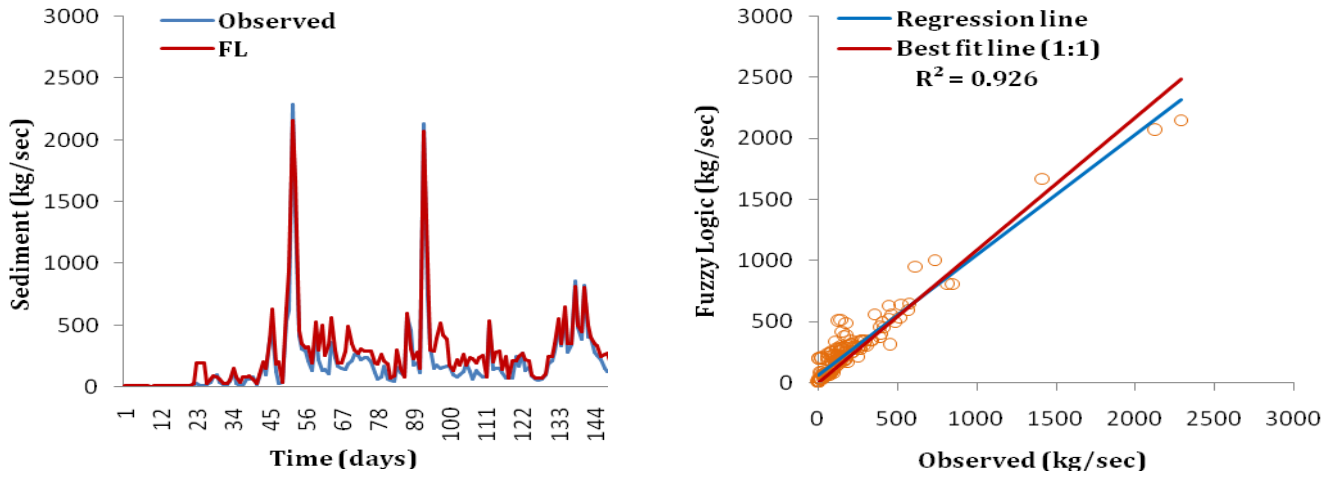 3000
2500
2000
1500
1000
500
0
Sediment (kg/sec)
Observed
FL
1
12
23
34
45
56
67
78
89
100
111
122
133
144
Time (days)
3000
2500
2000
1500
1000
500
0
Fuzzy Logic (kg/sec)
Regression line
Best fit line (1:1)
R² = 0.926
0 500 1000 1500 2000 2500 3000
Observed (kg/sec)